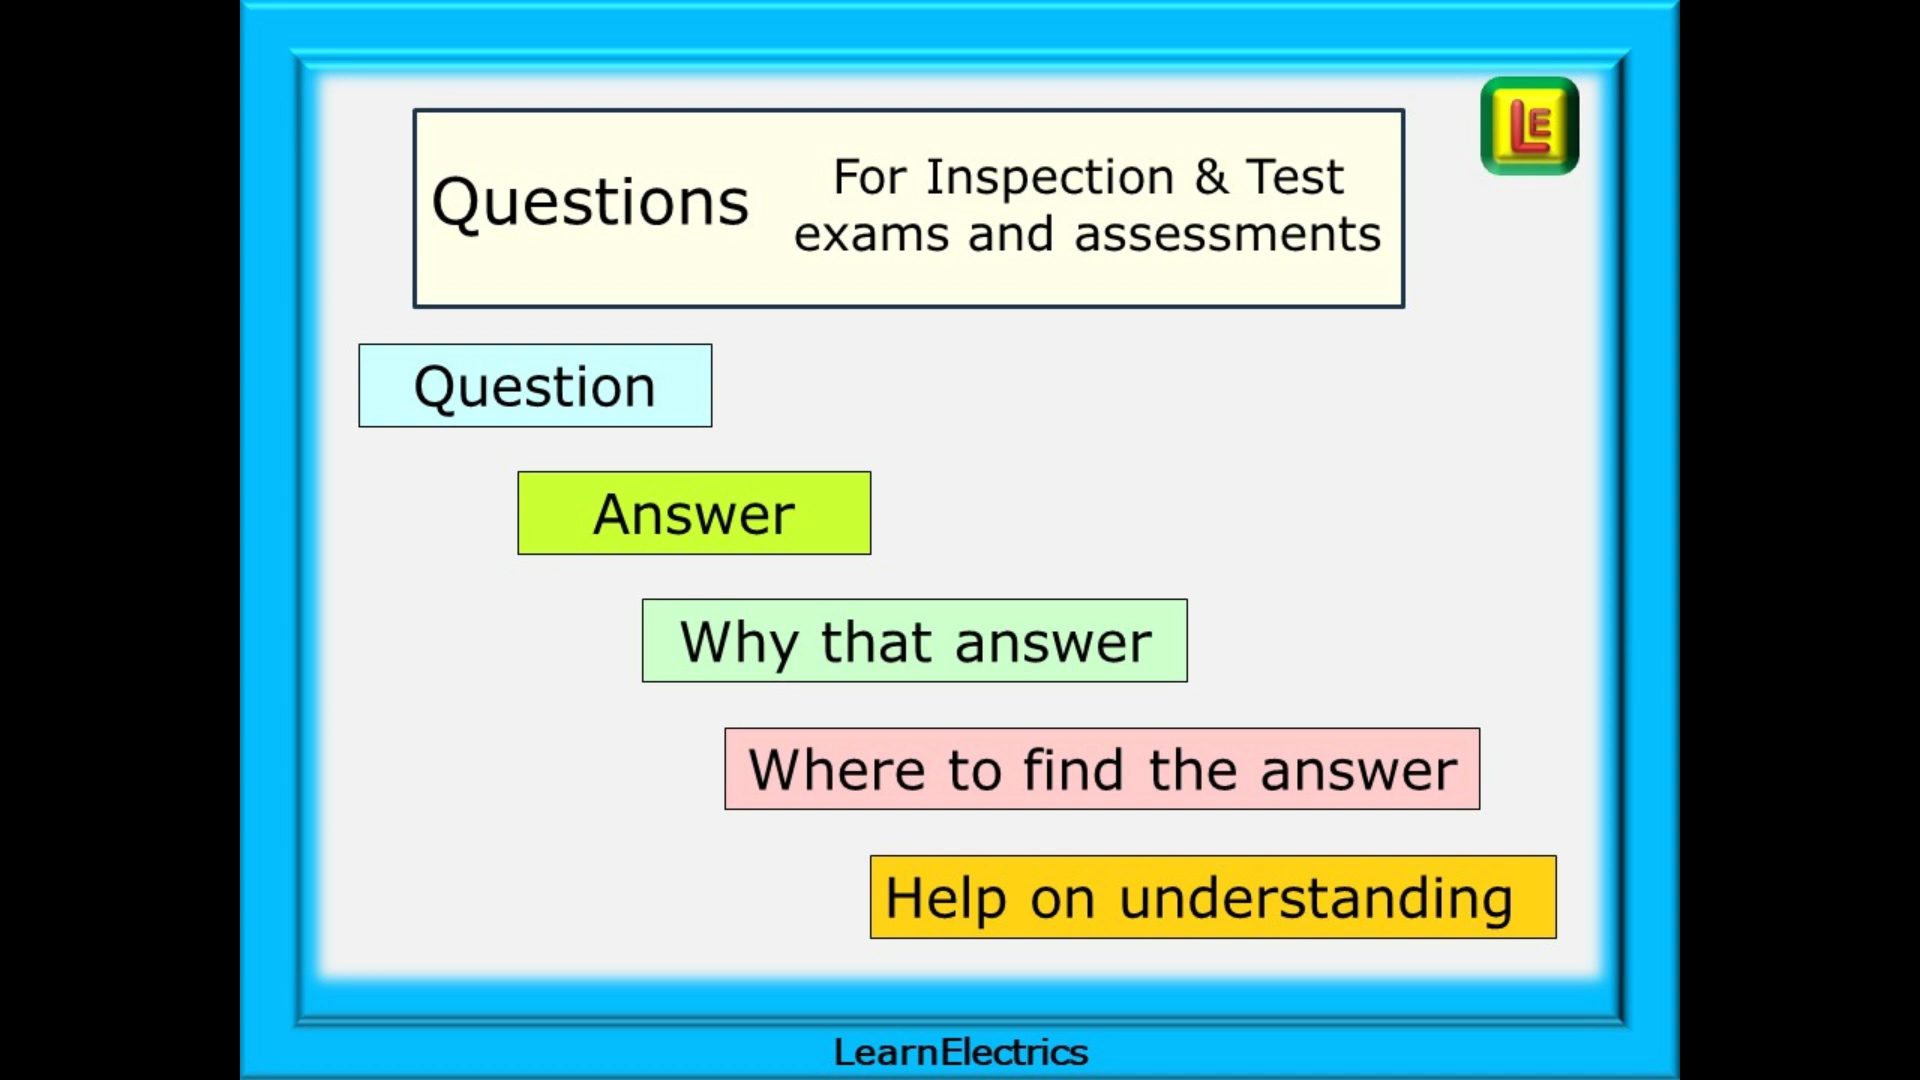 LE
Questions
For Inspection & Test
exams and assessments
Question
Answer
Why that answer
Where to find the answer
Help on understanding
LearnElectrics